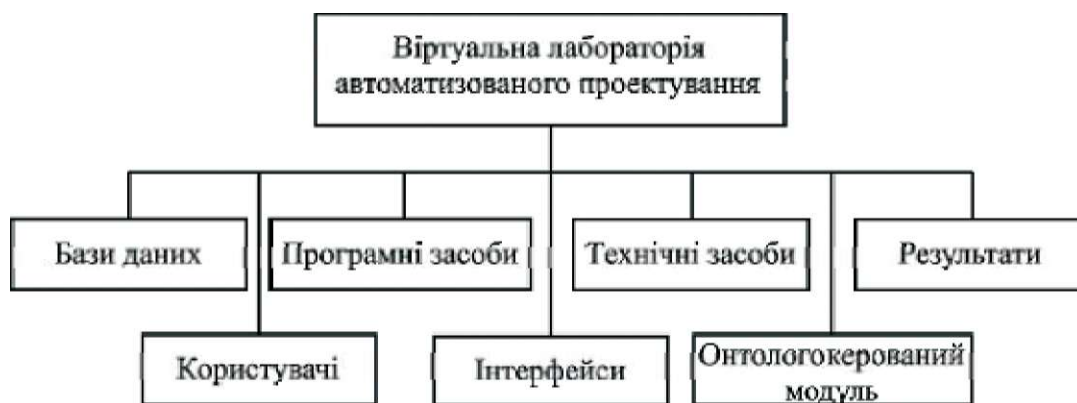 Віртуальна лабораторія
автоматизованого проектування
Бази даних
Програмні засоби
Технічні засоби
Результати
Користувачі
Інтерфейси
Онтологокерований
модуль